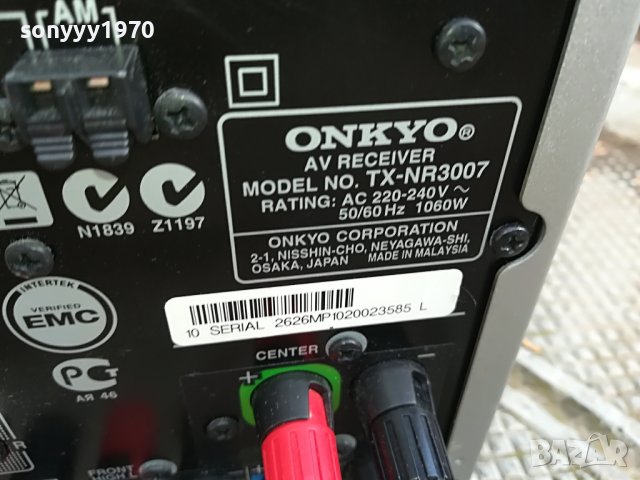 sonyyy1970
AM
ONKYO®
AV RECEIVER
MODEL NO. TX-NR3007
RATING: AC 220-240V ~
50/60 Hz 1060W
ONKYO CORPORATION
2-1, NISSHIN-CHO, NEYAGAWA-SHI,
OSAKA, JAPAN MADE IN MALAYSIA
N1839
Z1197
INTERTEK
VERIFIED
EMC
10 SERIAL 2626MP1020023585 L
CENTER
+ −
PG
АЯ 46
R
FRONT
HIGH L
BAZAR